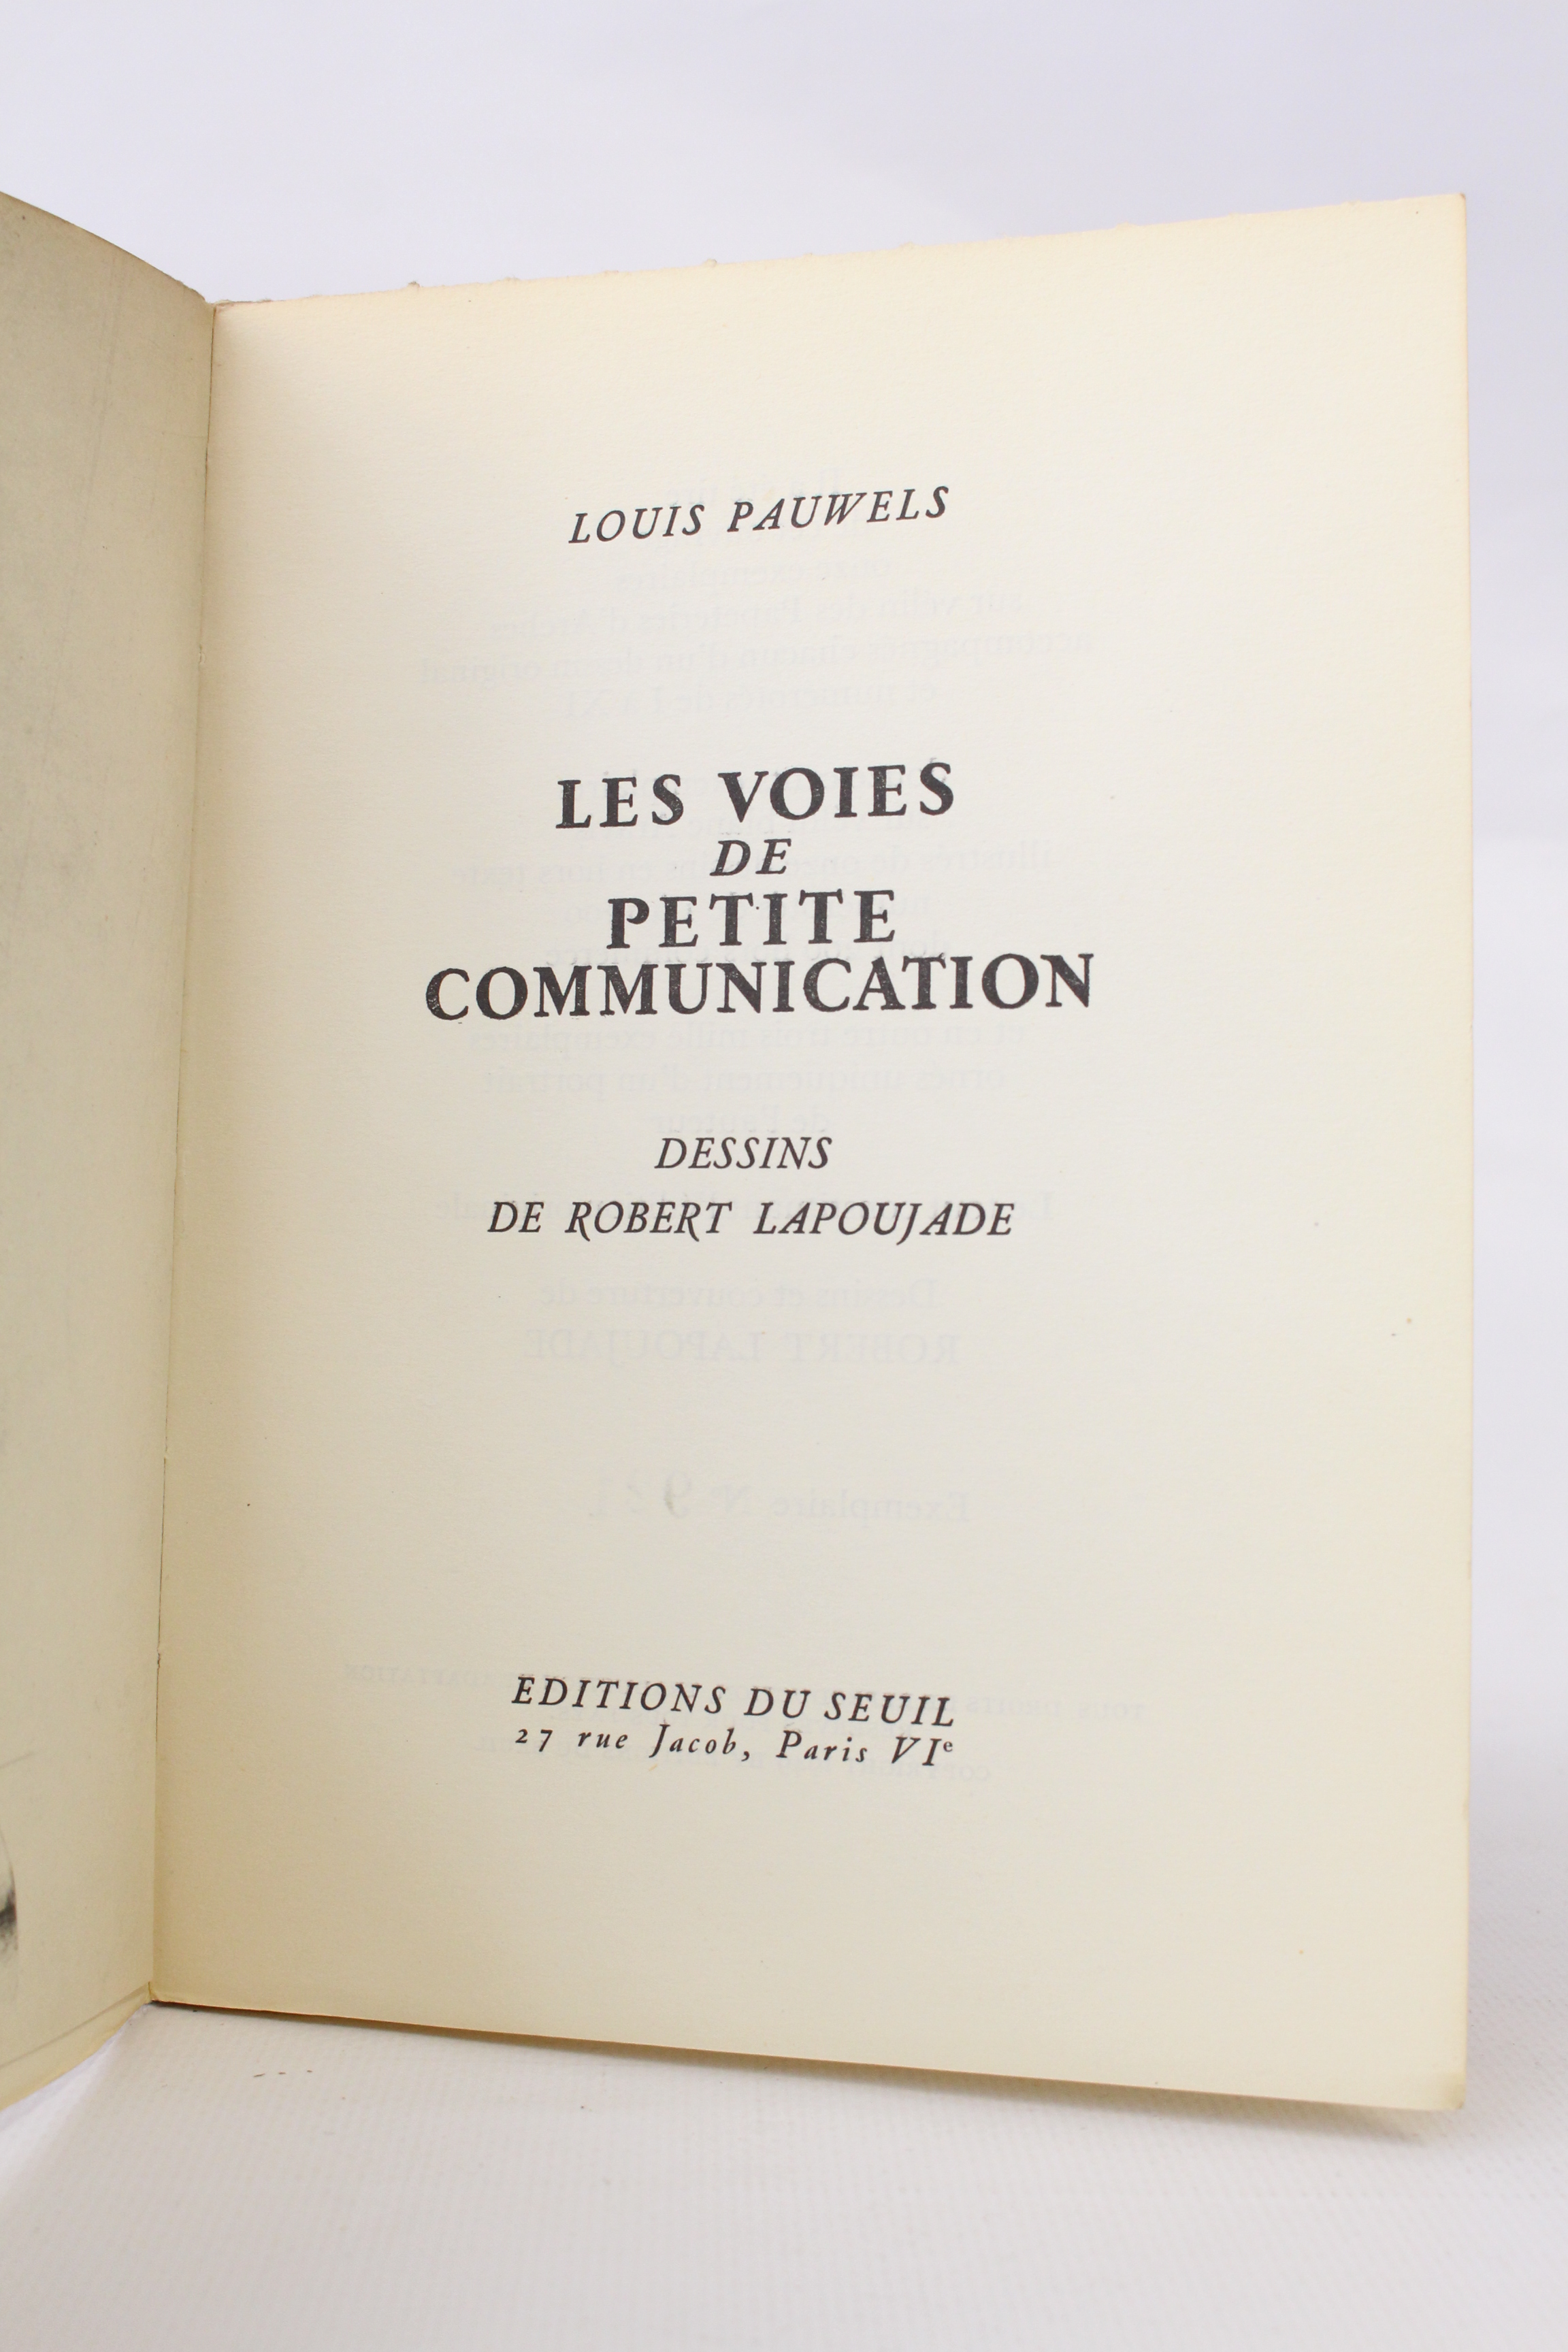 LOUIS PAUWELS
LES VOIES
DE
PETITE
COMMUNICATION
DESSINS
DE ROBERT LAPOUJADE
EDITIONS DU SEUIL
27 rue Jacob, Paris VIe